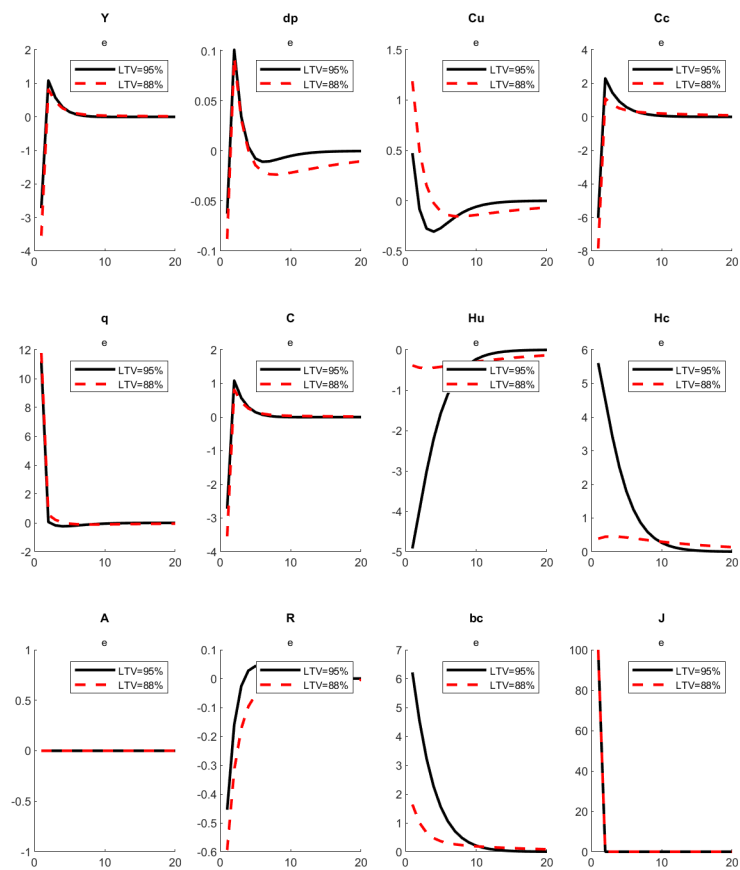 Y
e
2
1
0
-1
-2
-3
-4
0
10
20
LTV=95%
LTV=88%
dp
e
0.1
0.05
0
-0.05
-0.1
0
10
20
LTV=95%
LTV=88%
Cu
e
1.5
1
0.5
0
-0.5
0
10
20
LTV=95%
LTV=88%
Cc
e
4
2
0
-2
-4
-6
-8
0
10
20
LTV=95%
LTV=88%
q
e
12
10
8
6
4
2
0
-2
0
10
20
LTV=95%
LTV=88%
C
e
2
1
0
-1
-2
-3
-4
0
10
20
LTV=95%
LTV=88%
Hu
e
0
-1
-2
-3
-4
-5
0
10
20
LTV=95%
LTV=88%
Hc
e
6
5
4
3
2
1
0
0
10
20
LTV=95%
LTV=88%
A
e
1
0.5
0
-0.5
-1
0
10
20
LTV=95%
LTV=88%
R
e
0.1
0
-0.1
-0.2
-0.3
-0.4
-0.5
-0.6
0
10
20
LTV=95%
LTV=88%
bc
e
7
6
5
4
3
2
1
0
0
10
20
LTV=95%
LTV=88%
J
e
100
80
60
40
20
0
0
10
20
LTV=95%
LTV=88%